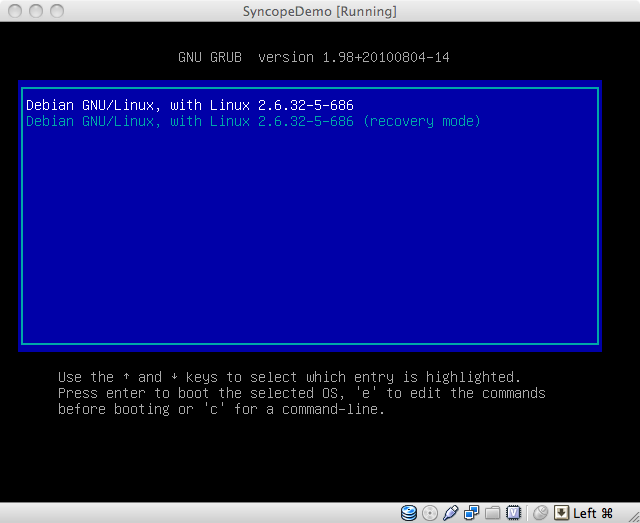 SyncopeDemo [Running]
GNU GRUB  version 1.98+20100804-14
Debian GNU/Linux, with Linux 2.6.32-5-686
Debian GNU/Linux, with Linux 2.6.32-5-686 (recovery mode)
Use the ↑ and ↓ keys to select which entry is highlighted.
Press enter to boot the selected OS, 'e' to edit the commands
before booting or 'c' for a command-line.
Left ⌘